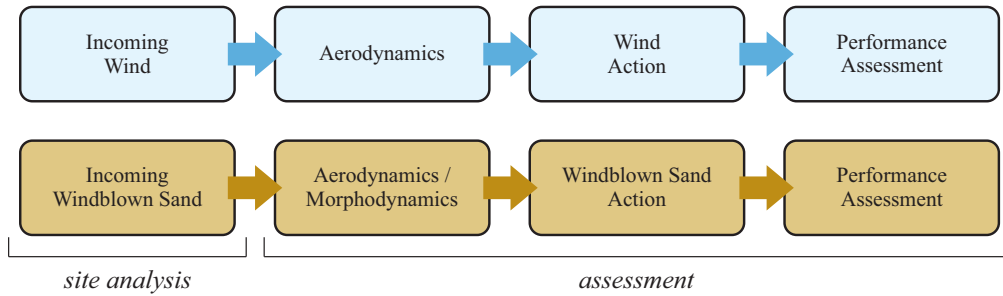 Incoming
Wind
Aerodynamics
Wind
Action
Performance
Assessment
Incoming
Windblown Sand
Aerodynamics /
Morphodynamics
Windblown Sand
Action
Performance
Assessment
site analysis
assessment